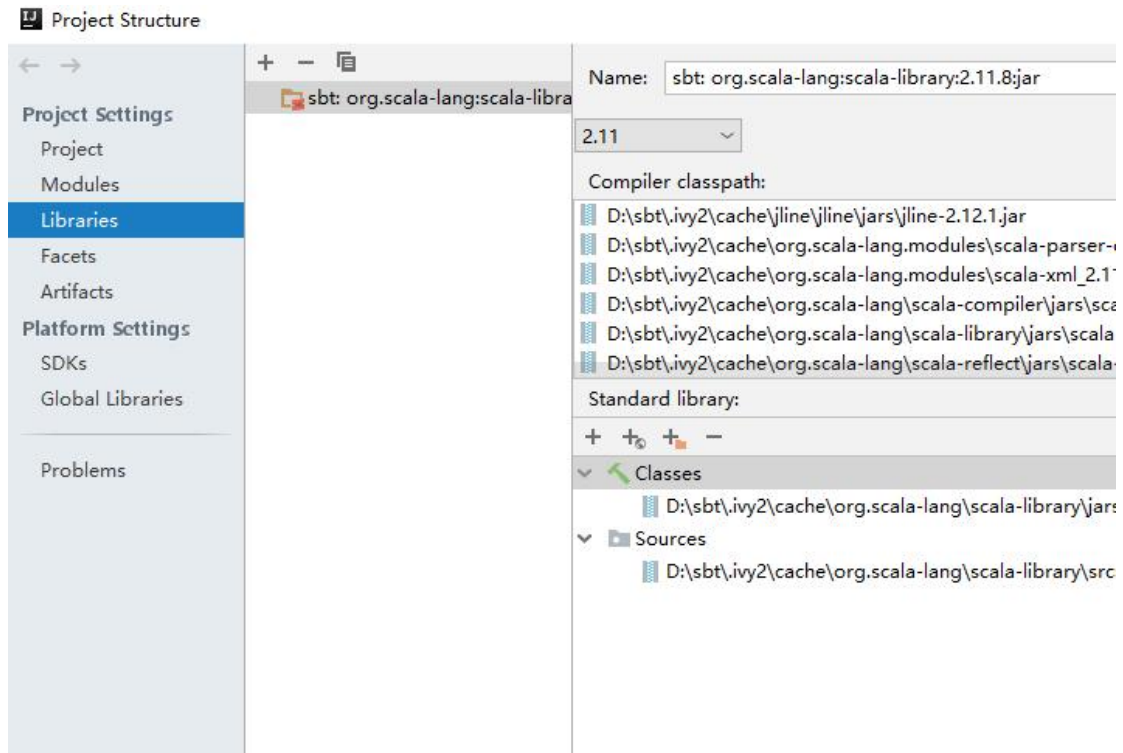 Project Structure
Project Settings
Project
Modules
Libraries
Facets
Artifacts
Platform Settings
SDKs
Global Libraries
Problems
sbt: org.scala-lang:scala-libra
Name: sbt: org.scala-lang:scala-library:2.11.8:jar
2.11
Compiler classpath:
D:\sbt\.ivy2\cache\jline\jline\jars\jline-2.12.1.jar
D:\sbt\.ivy2\cache\org.scala-lang.modules\scala-parser-
D:\sbt\.ivy2\cache\org.scala-lang.modules\scala-xml_2.1
D:\sbt\.ivy2\cache\org.scala-lang\scala-compiler\jars\sca
D:\sbt\.ivy2\cache\org.scala-lang\scala-library\jars\scala
D:\sbt\.ivy2\cache\org.scala-lang\scala-reflect\jars\scala-
Standard library:
Classes
D:\sbt\.ivy2\cache\org.scala-lang\scala-library\jars
Sources
D:\sbt\.ivy2\cache\org.scala-lang\scala-library\src